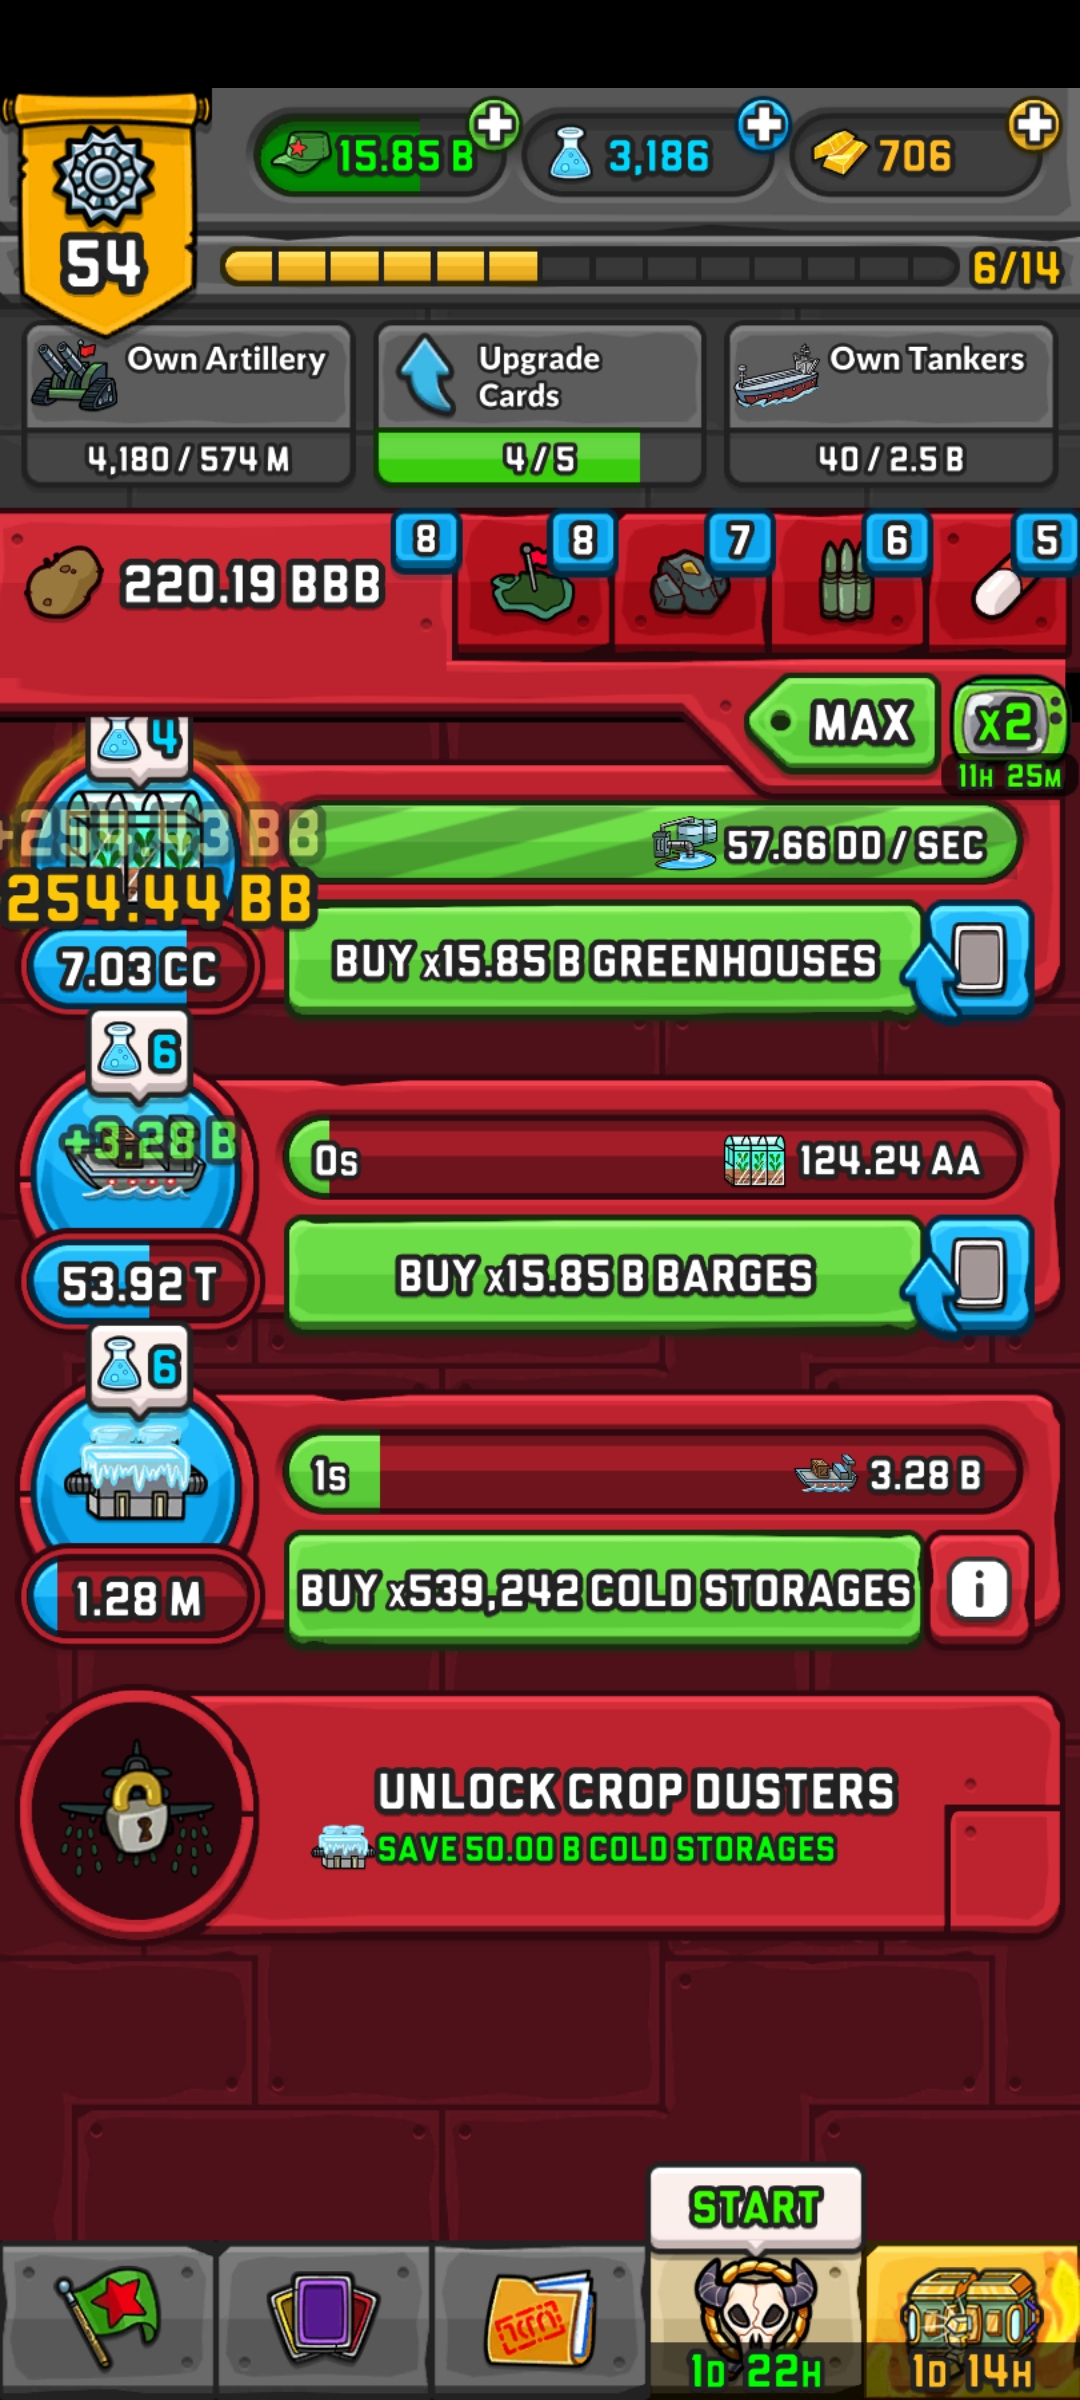 54
15.85 B
3,186
706
6/14
Own Artillery
4,180 / 574 M
Upgrade
Cards
4 / 5
Own Tankers
40 / 2.5 B
220.19 BBB
8
8
7
6
5
MAX
x2
11H 25M
4
57.66 DD / SEC
254.44 BB
7.03 CC
BUY x15.85 B GREENHOUSES
6
+3.28 B
0s
124.24 AA
53.92 T
BUY x15.85 B BARGES
6
1s
3.28 B
1.28 M
BUY x539,242 COLD STORAGES
i
UNLOCK CROP DUSTERS
SAVE 50.00 B COLD STORAGES
START
1D 22H
1D 14H